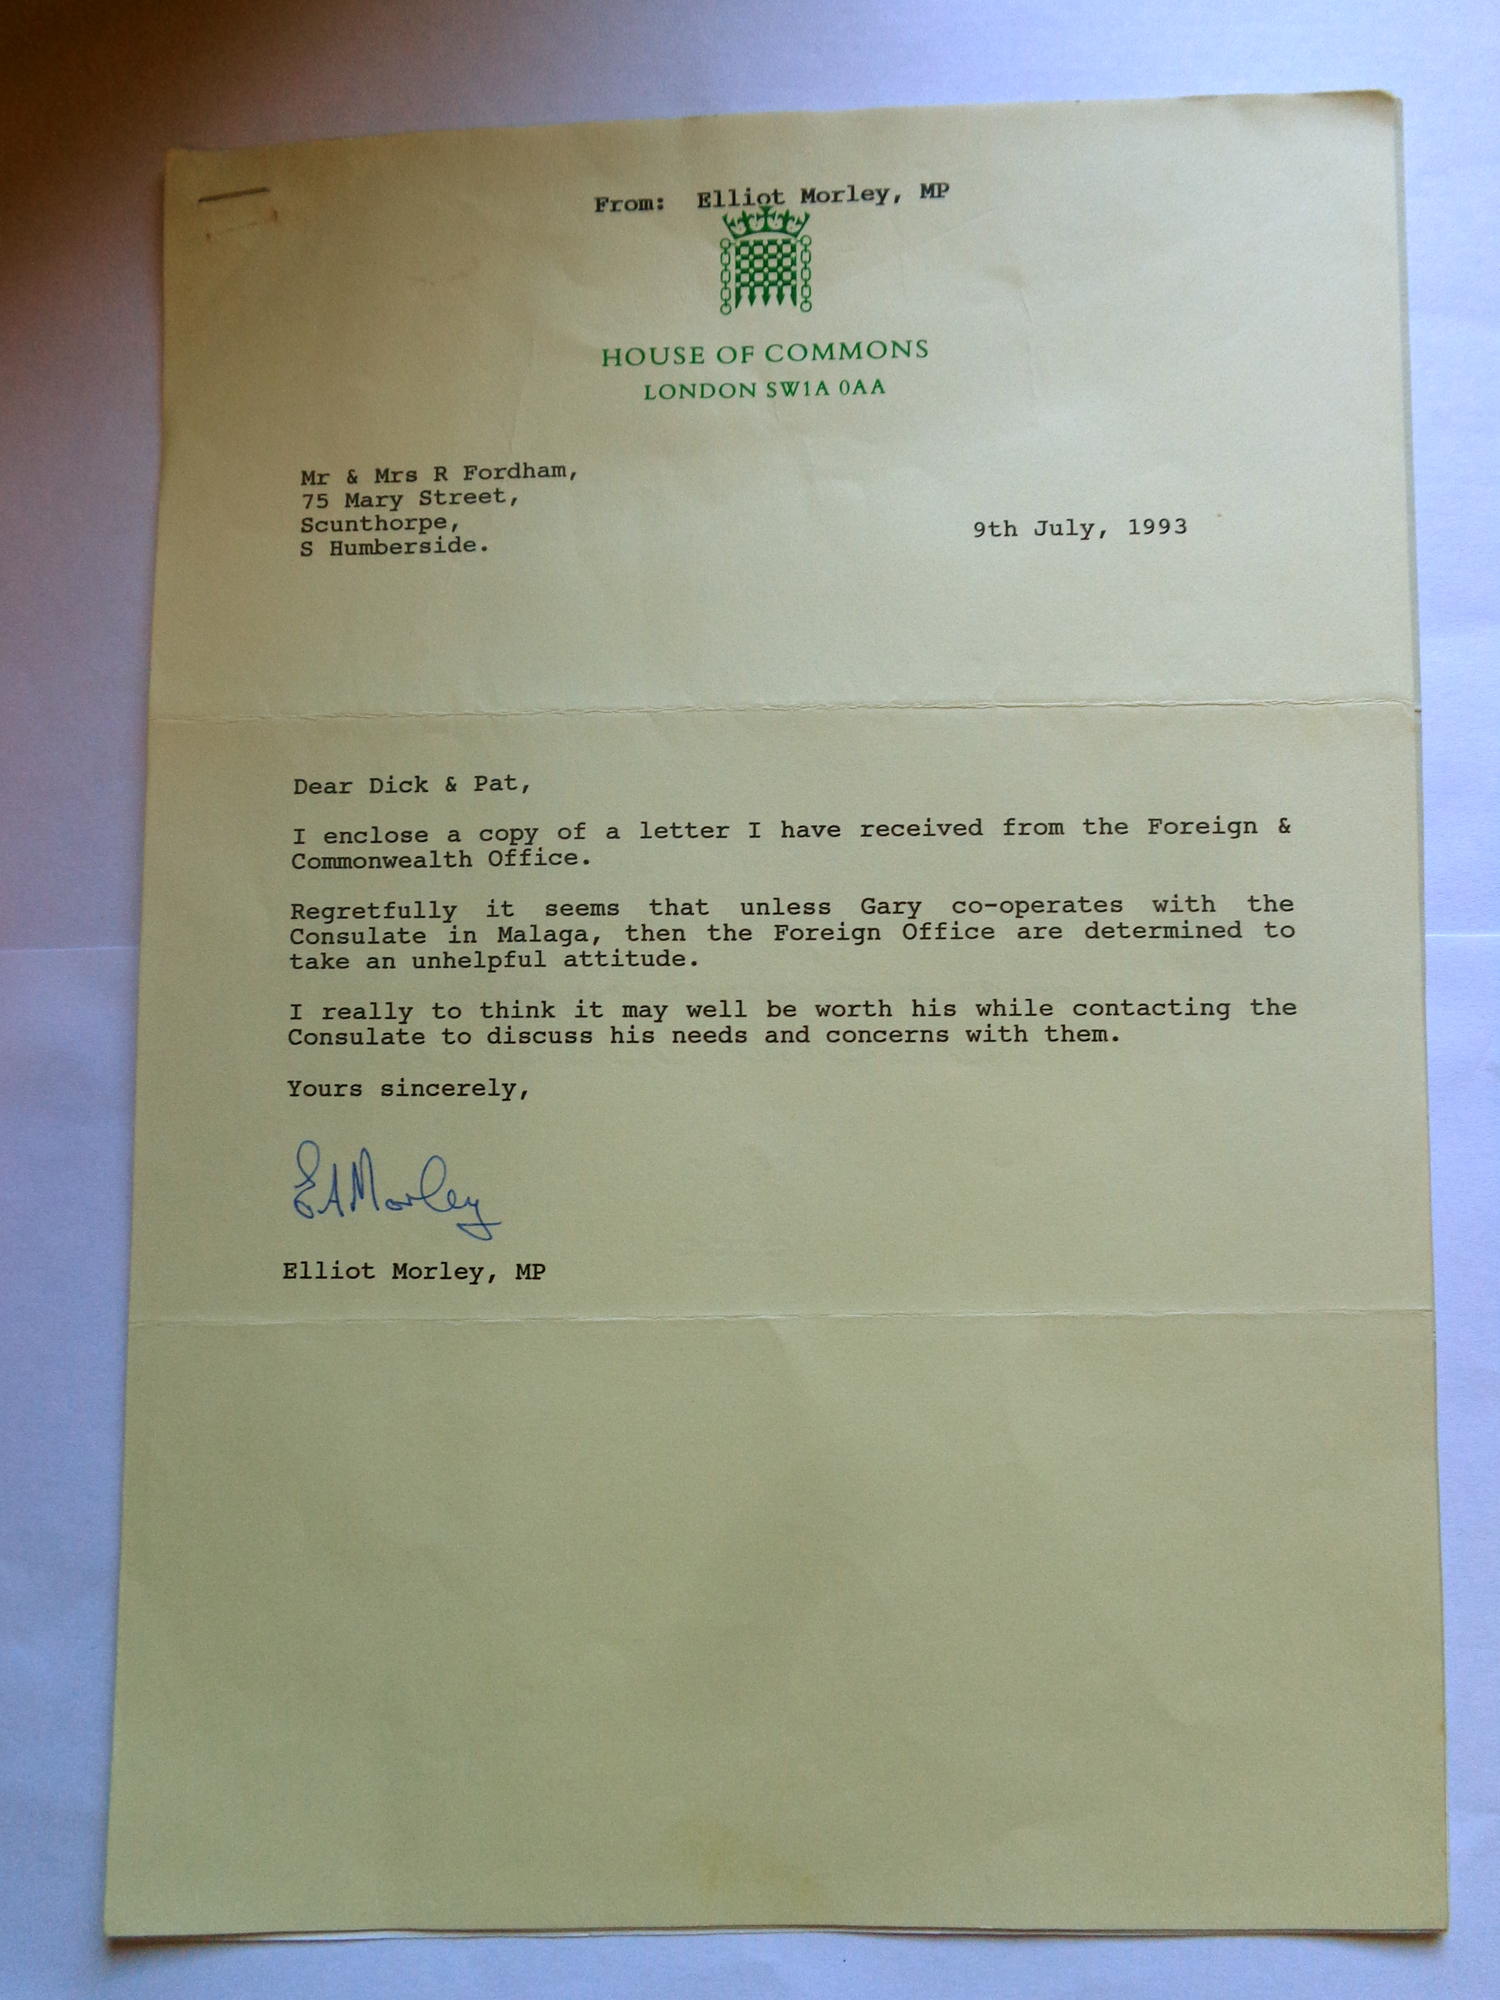 From: Elliot Morley, MP
HOUSE OF COMMONS
LONDON SW1A 0AA
Mr & Mrs R Fordham,
75 Mary Street,
Scunthorpe,
S Humberside.
9th July, 1993
Dear Dick & Pat,
I enclose a copy of a letter I have received from the Foreign &
Commonwealth Office.
Regretfully it seems that unless Gary co-operates with the
Consulate in Malaga, then the Foreign Office are determined to
take an unhelpful attitude.
I really to think it may well be worth his while contacting the
Consulate to discuss his needs and concerns with them.
Yours sincerely,
EAMorley
Elliot Morley, MP